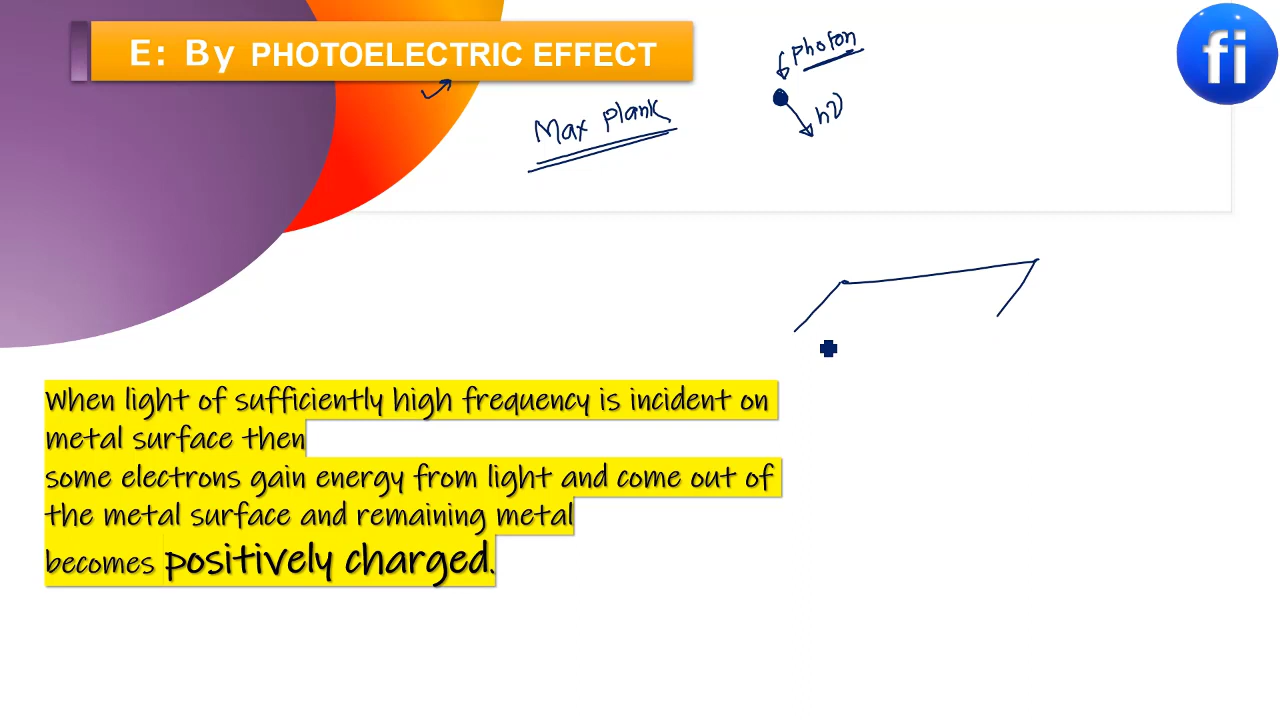 E: By PHOTOELECTRIC EFFECT
photon
fi
Max Plank
hν
When light of sufficiently high frequency is incident on
metal surface then
some electrons gain energy from light and come out of
the metal surface and remaining metal
becomes positively charged.